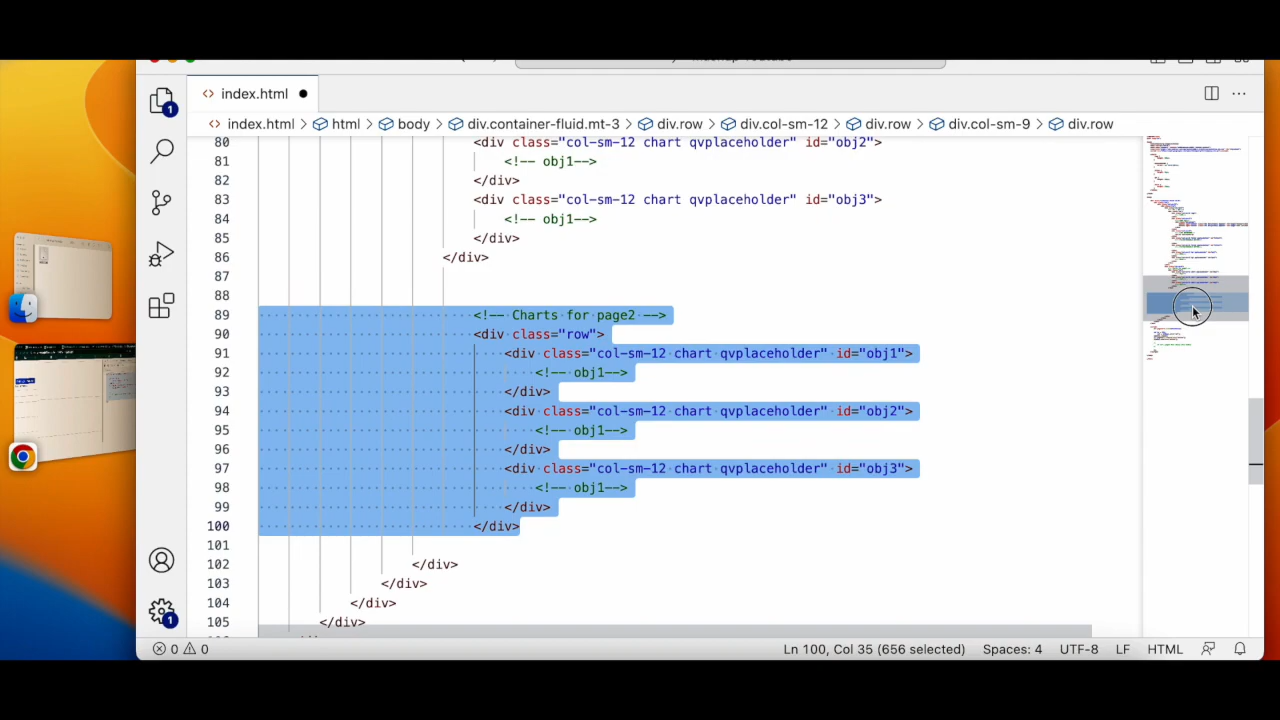 index.html
index.html > html > body > div.container-fluid.mt-3 > div.row > div.col-sm-12 > div.row > div.col-sm-9 > div.row
1
80 <div class="col-sm-12 chart qvplaceholder" id="obj2">
81 <!-- obj1-->
82 </div>
83 <div class="col-sm-12 chart qvplaceholder" id="obj3">
84 <!-- obj1-->
85 </div>
86 </div>
87
88
89 <!-- Charts for page2 -->
90 <div class="row">
91 <div class="col-sm-12 chart qvplaceholder" id="obj1">
92 <!-- obj1-->
93 </div>
94 <div class="col-sm-12 chart qvplaceholder" id="obj2">
95 <!-- obj1-->
96 </div>
97 <div class="col-sm-12 chart qvplaceholder" id="obj3">
98 <!-- obj1-->
99 </div>
100 </div>
101
102 </div>
103 </div>
104 </div>
105 </div>
1
0 0
Ln 100, Col 35 (656 selected) Spaces: 4 UTF-8 LF HTML